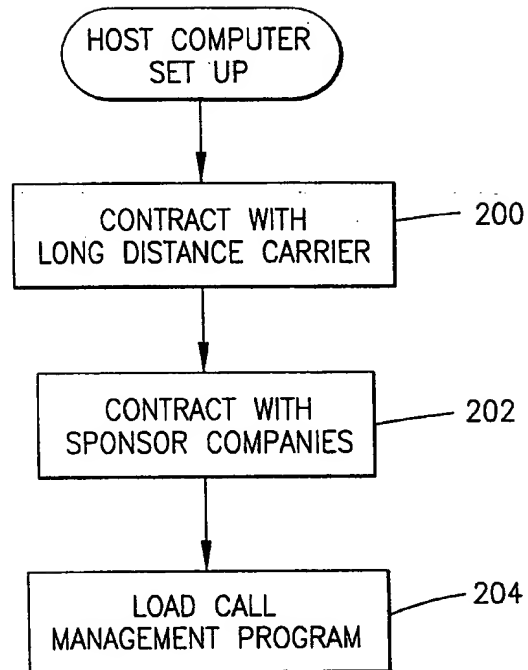 HOST COMPUTER
SET UP
CONTRACT WITH
LONG DISTANCE CARRIER
200
CONTRACT WITH
SPONSOR COMPANIES
202
LOAD CALL
MANAGEMENT PROGRAM
204